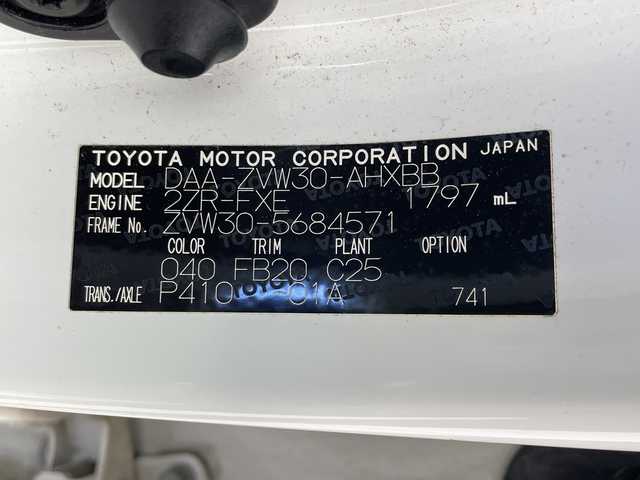 TOYOTA MOTOR CORPORATION JAPAN
MODEL DAA-ZVW30-AHXBB
ENGINE 2ZR-FXE 1797 mL
FRAME No. ZVW30-5684571
COLOR TRIM PLANT OPTION
040 FB20 C25
TRANS./AXLE P410 -01A 741